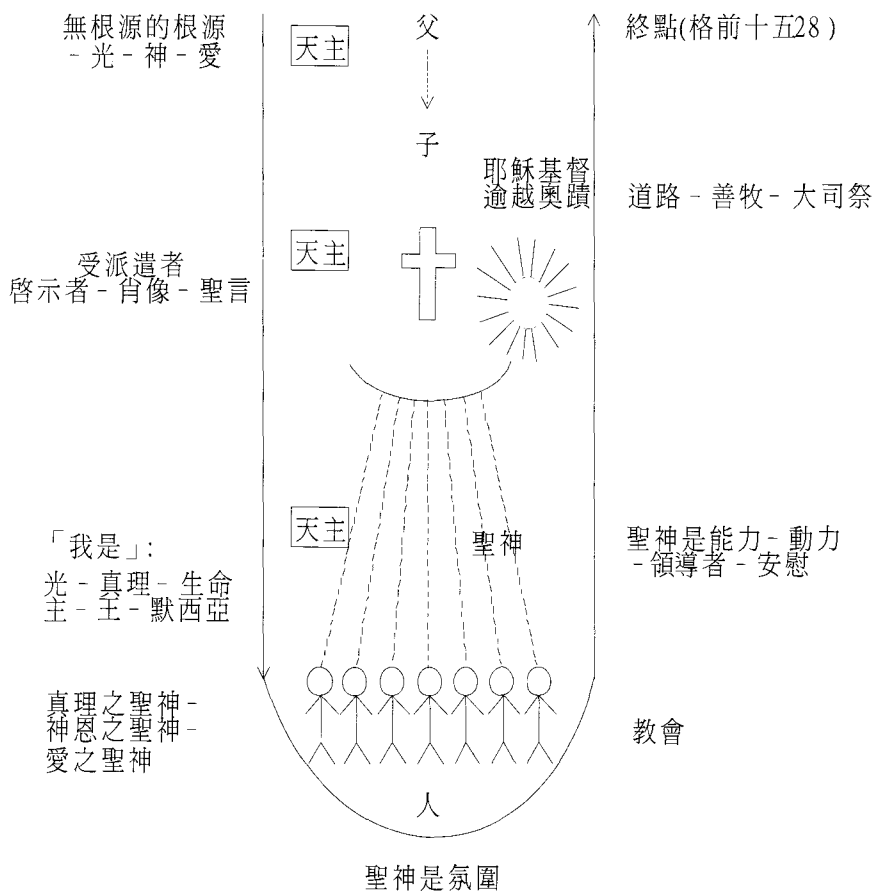 無根源的根源
- 光 - 神 - 愛
天主
父
終點(格前十五28)
子
耶穌基督
逾越奧蹟
道路 - 善牧 - 大司祭
受派遣者
啓示者 - 肖像 - 聖言
天主
「我是」:
光 - 真理 - 生命
主 - 王 - 默西亞
天主
聖神
聖神是能力 - 動力
- 領導者 - 安慰
真理之聖神 -
神恩之聖神 -
愛之聖神
教會
人
聖神是氛圍